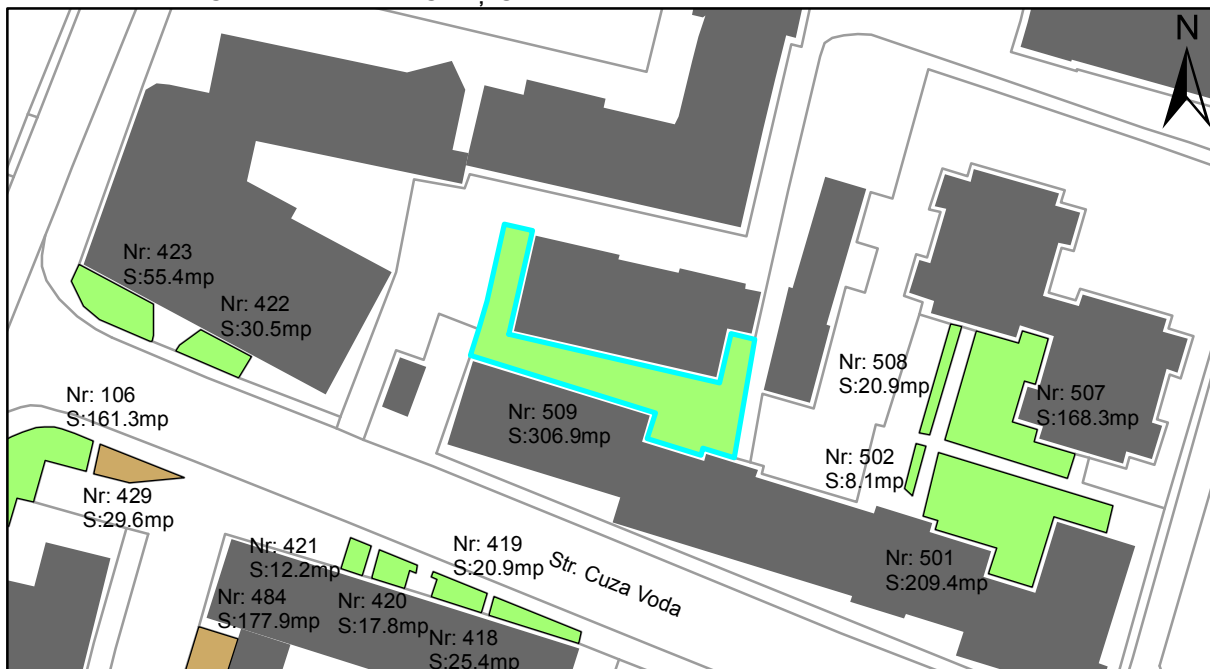 N
Nr: 423
S:55.4mp
Nr: 422
S:30.5mp
Nr: 106
S:161.3mp
Nr: 429
S:29.6mp
Nr: 509
S:306.9mp
Nr: 508
S:20.9mp
Nr: 507
S:168.3mp
Nr: 502
S:8.1mp
Nr: 421
S:12.2mp
Nr: 419
S:20.9mp
Str. Cuza Voda
Nr: 501
S:209.4mp
Nr: 484
S:177.9mp
Nr: 420
S:17.8mp
Nr: 418
S:25.4mp